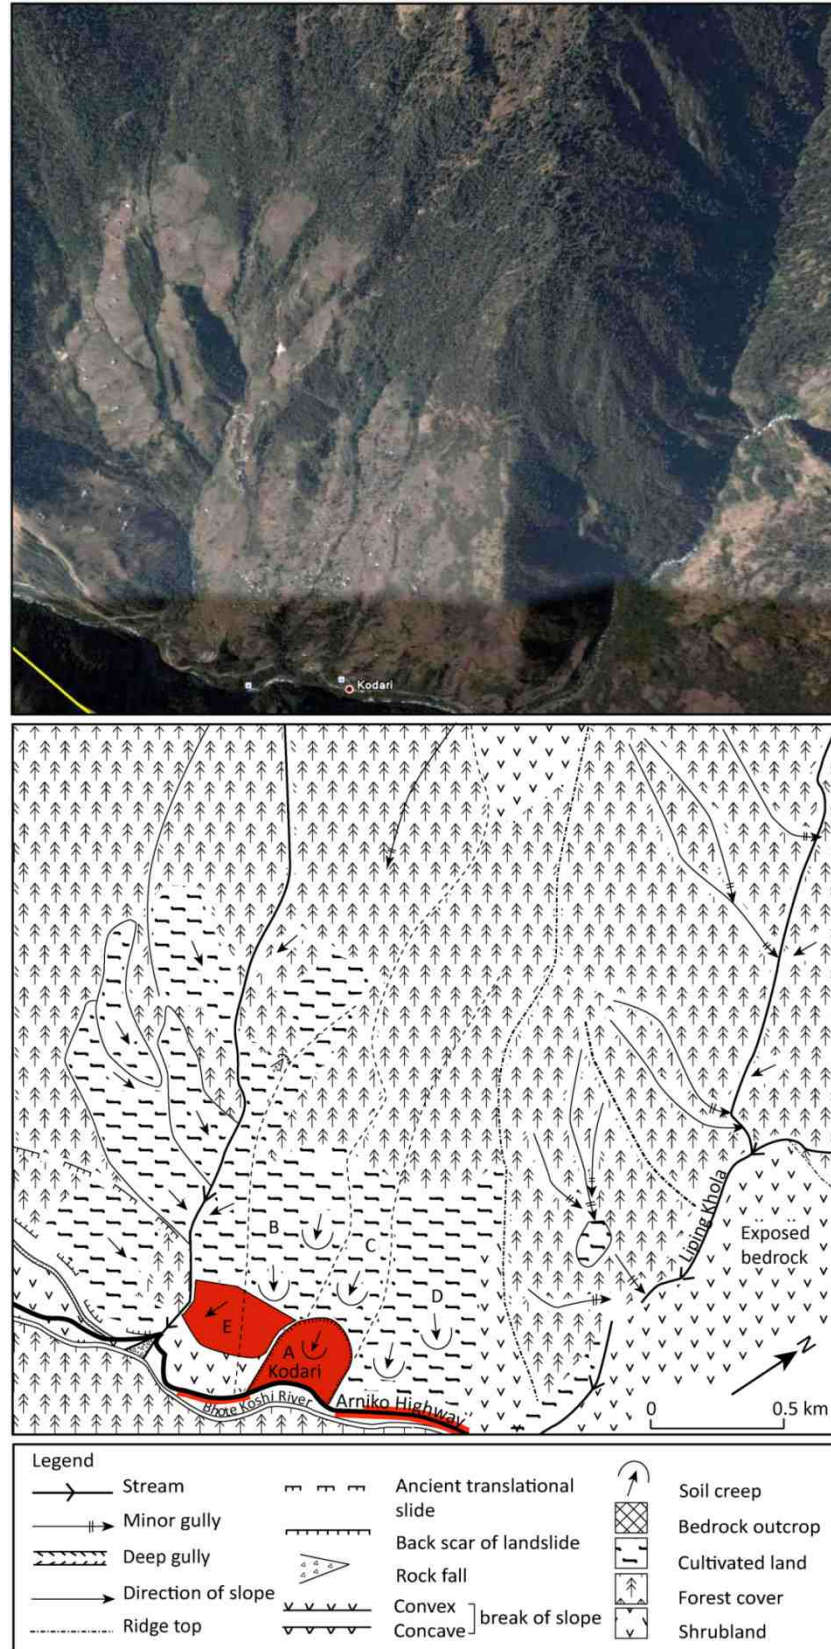 Kodari
B
C
D
E
A
Kodari
Bhote Koshi River
Arniko Highway
Liping Khola
Exposed
bedrock
N
0
0.5 km
Legend
Stream
Minor gully
Deep gully
Direction of slope
Ridge top
Ancient translational
slide
Back scar of landslide
Rock fall
Convex
Concave
break of slope
Soil creep
Bedrock outcrop
Cultivated land
Forest cover
Shrubland